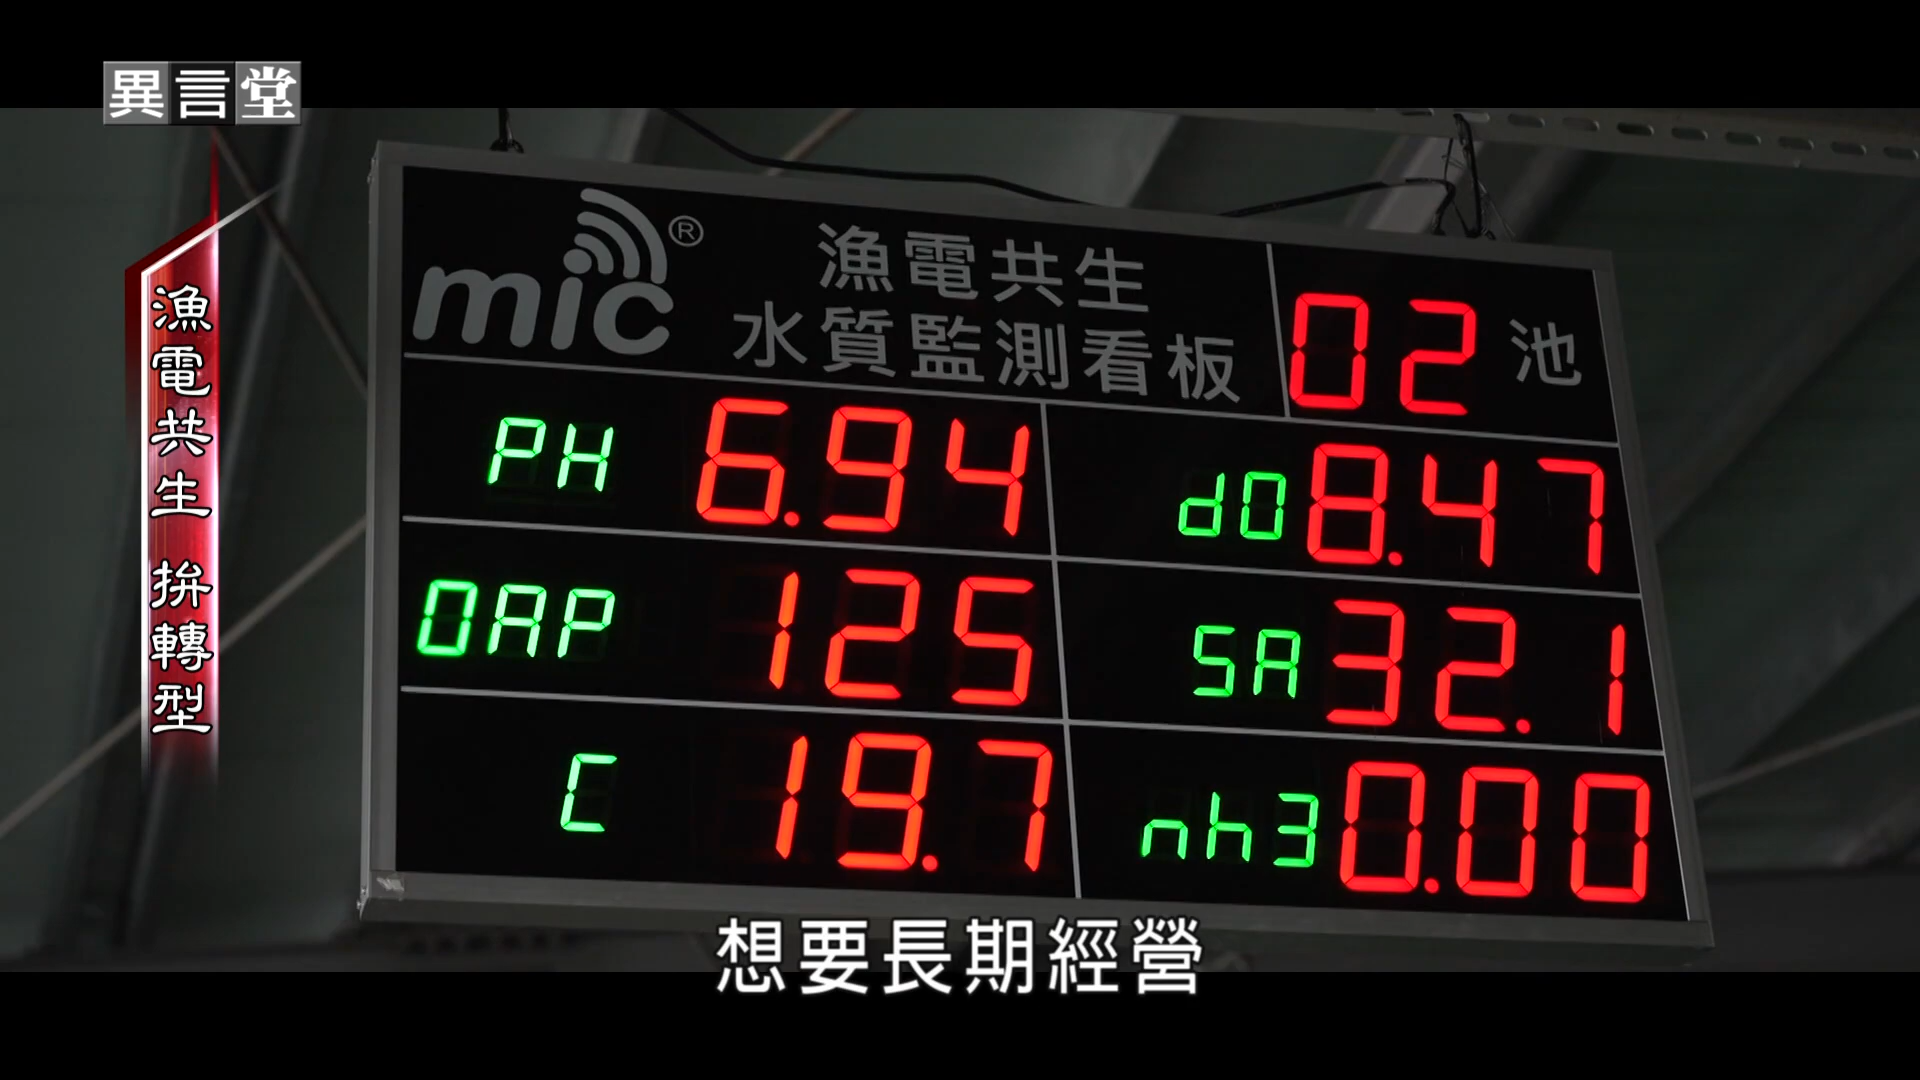 異言堂
漁電共生 拚轉型
mic®
漁電共生
水質監測看板
02 池
PH 6.94
dO 8.47
OAP 125
SA 32.1
C 19.7
nh3 0.00
想要長期經營